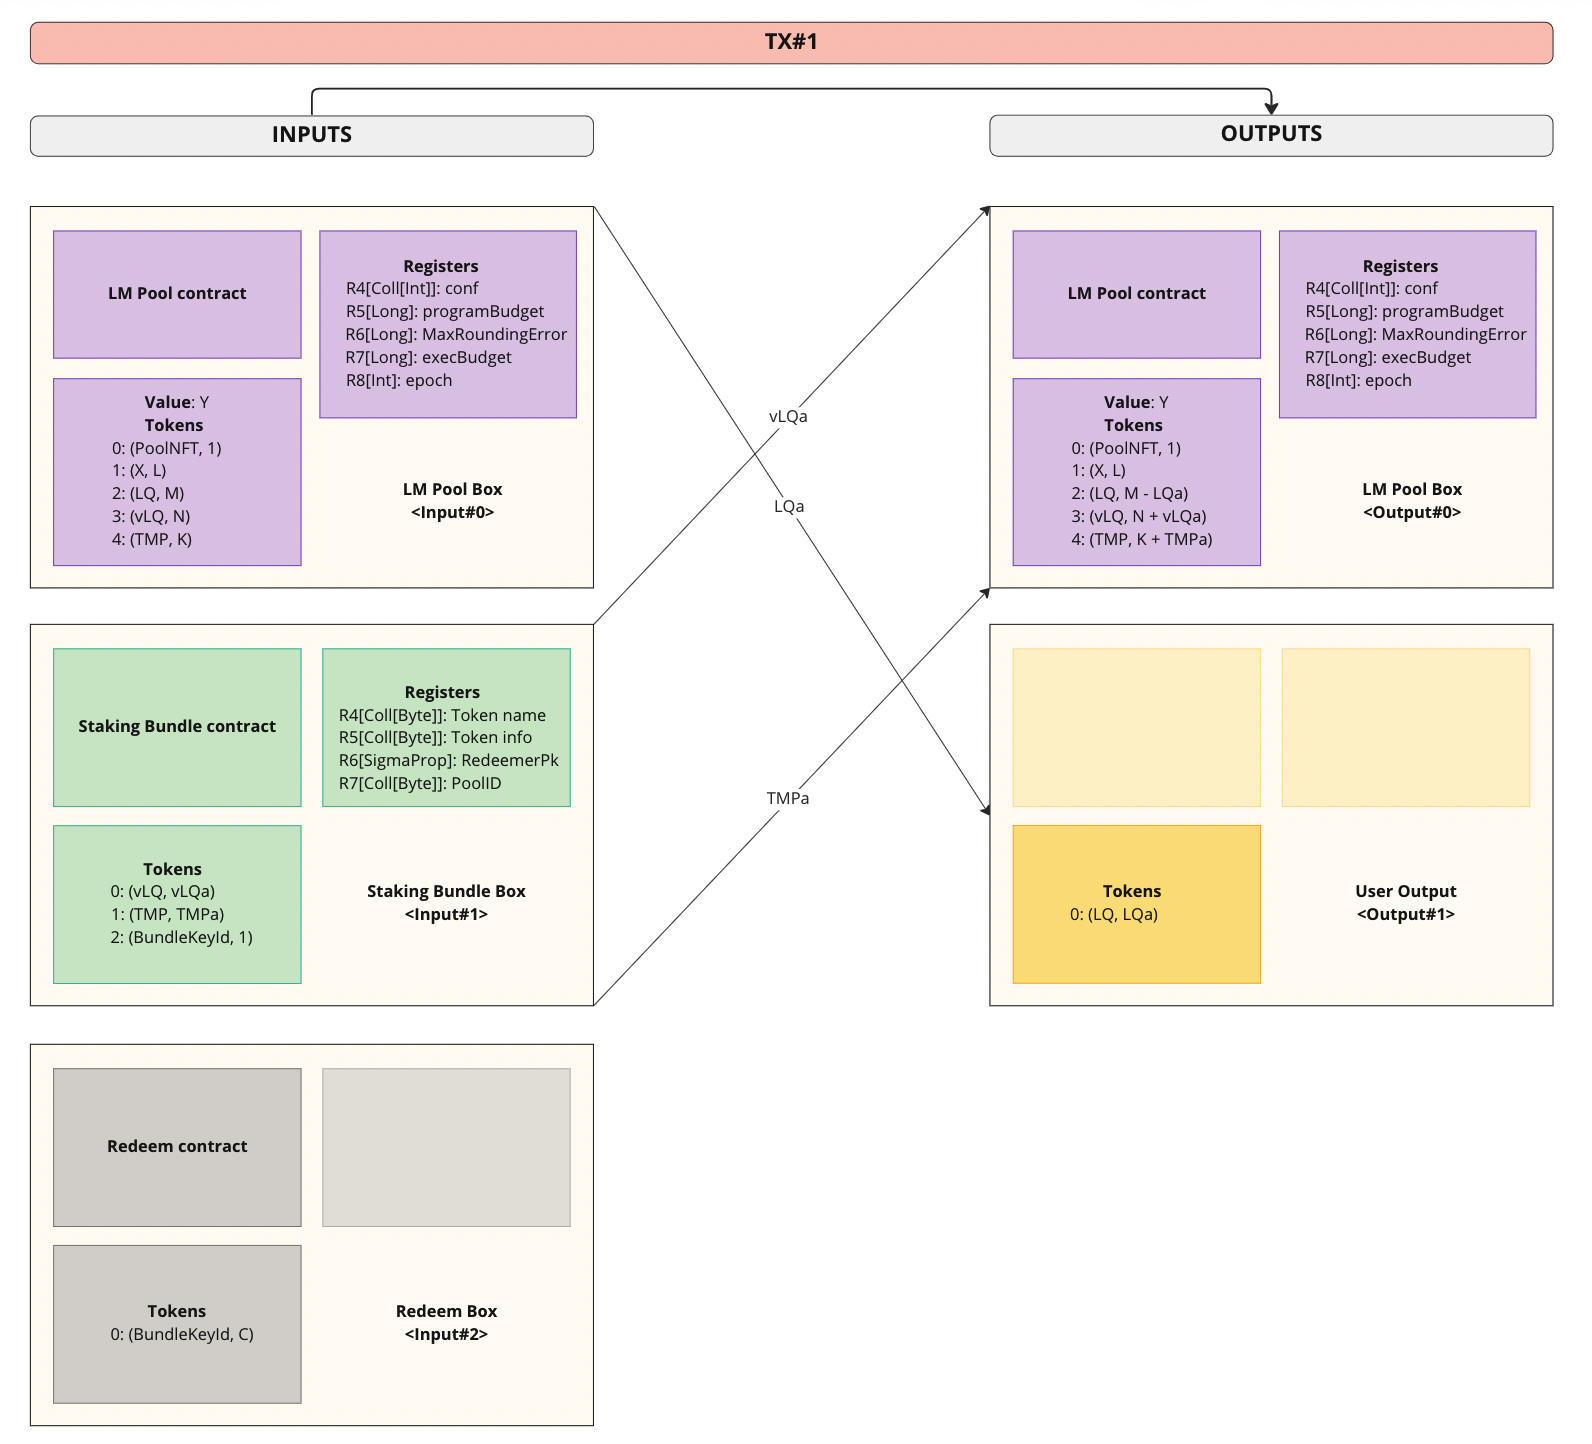 TX#1
INPUTS
OUTPUTS
LM Pool contract
Registers
R4[Coll[Int]]: conf
R5[Long]: programBudget
R6[Long]: MaxRoundingError
R7[Long]: execBudget
R8[Int]: epoch
Value: Y
Tokens
0: (PoolNFT, 1)
1: (X, L)
2: (LQ, M)
3: (vLQ, N)
4: (TMP, K)
LM Pool Box
<Input#0>
vLQa
LQa
TMPa
LM Pool contract
Registers
R4[Coll[Int]]: conf
R5[Long]: programBudget
R6[Long]: MaxRoundingError
R7[Long]: execBudget
R8[Int]: epoch
Value: Y
Tokens
0: (PoolNFT, 1)
1: (X, L)
2: (LQ, M - LQa)
3: (vLQ, N + vLQa)
4: (TMP, K + TMPa)
LM Pool Box
<Output#0>
Staking Bundle contract
Registers
R4[Coll[Byte]]: Token name
R5[Coll[Byte]]: Token info
R6[SigmaProp]: RedeemerPk
R7[Coll[Byte]]: PoolID
Tokens
0: (vLQ, vLQa)
1: (TMP, TMPa)
2: (BundleKeyId, 1)
Staking Bundle Box
<Input#1>
Tokens
0: (LQ, LQa)
User Output
<Output#1>
Redeem contract
Tokens
0: (BundleKeyId, C)
Redeem Box
<Input#2>